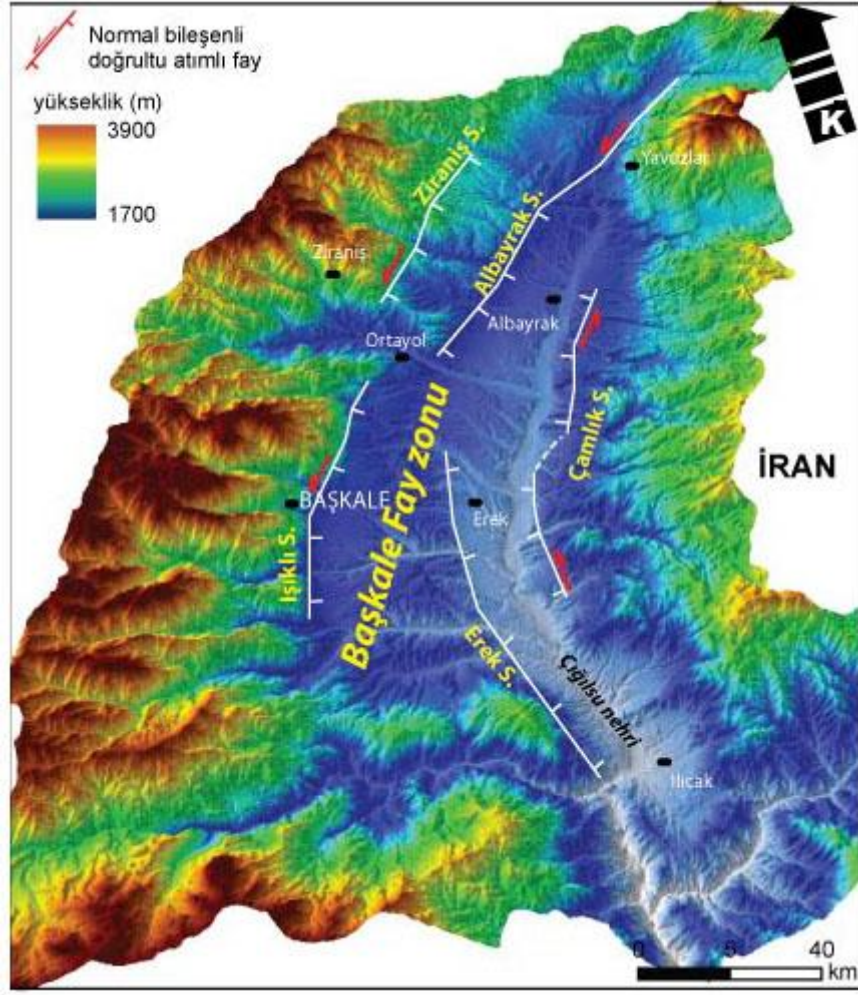 Normal bileşenli
doğrultu atımlı fay
yükseklik (m)
3900
1700
K
Yavuzlar
Ziraniş S.
Albayrak S.
Ziraniş
Albayrak
Ortayol
Çamlık S.
Başkale Fay zonu
İRAN
BAŞKALE
Erek
Işıklı S.
Erek S.
Çığılsu nehri
Ilıcak
0
5
40
km